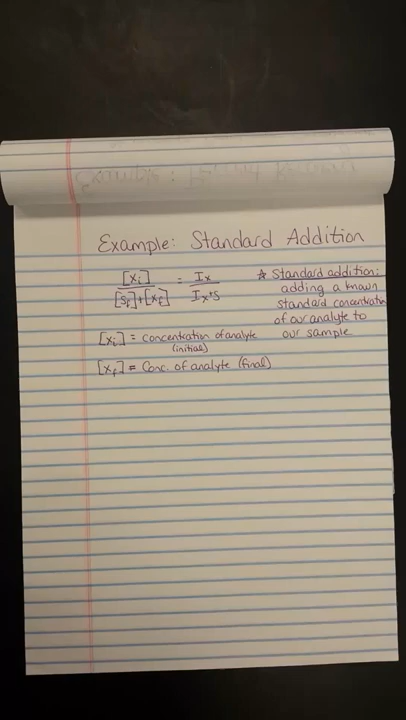 Example: Standard Addition
[Xi] / [Sf]+[Xf] = Ix / Ix+s
☆ Standard addition:
adding a known
standard concentratn
of our analyte to
our sample
[Xi] = concentration of analyte
(initial)
[Xf] = Conc. of analyte (final)